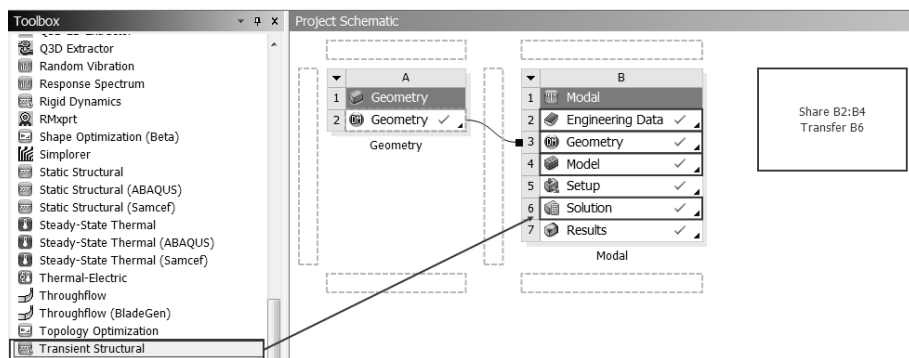 Toolbox
Q3D Extractor
Random Vibration
Response Spectrum
Rigid Dynamics
RMxprt
Shape Optimization (Beta)
Simplorer
Static Structural
Static Structural (ABAQUS)
Static Structural (Samcef)
Steady-State Thermal
Steady-State Thermal (ABAQUS)
Steady-State Thermal (Samcef)
Thermal-Electric
Throughflow
Throughflow (BladeGen)
Topology Optimization
Transient Structural
Project Schematic
A
1 Geometry
2 Geometry
Geometry
B
1 Modal
2 Engineering Data
3 Geometry
4 Model
5 Setup
6 Solution
7 Results
Modal
Share B2:B4
Transfer B6